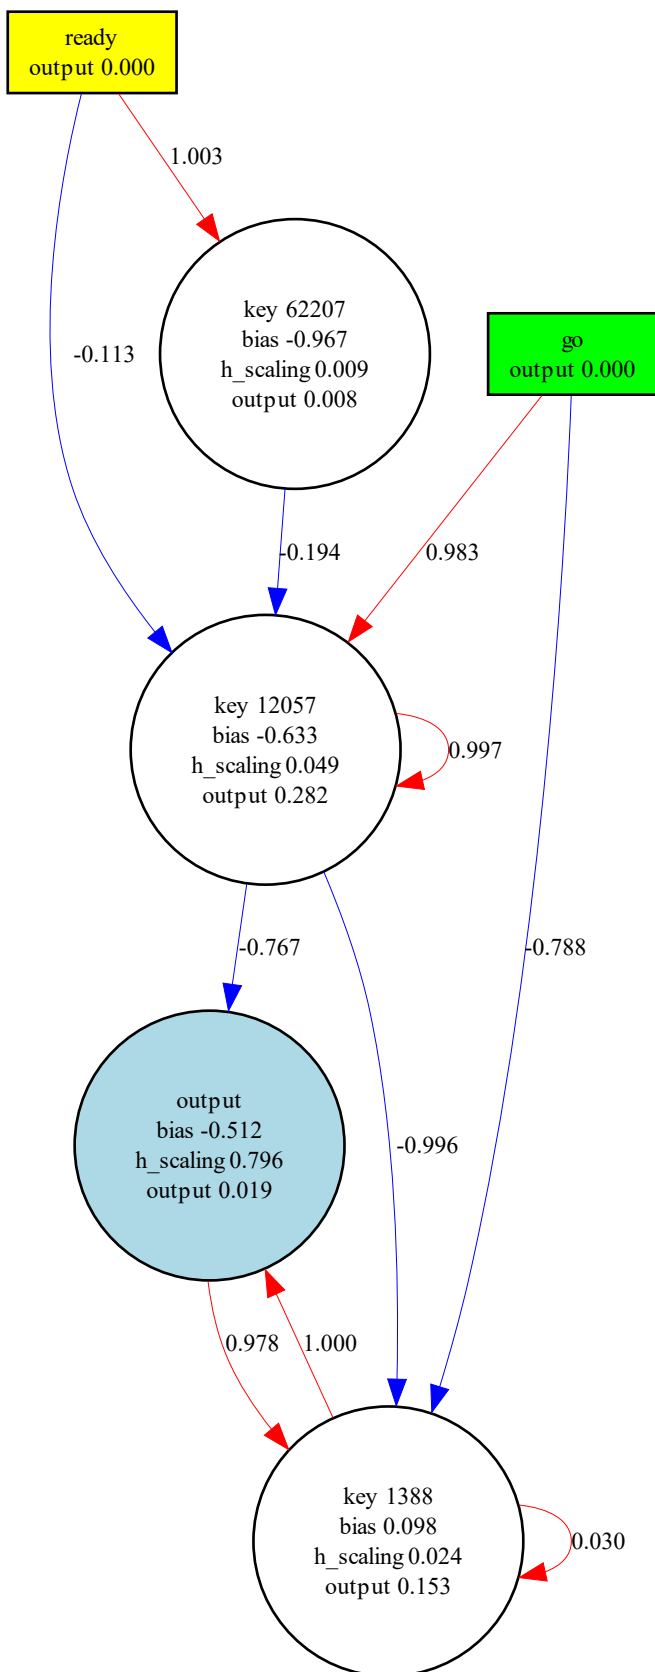 ready
output 0.000
1.003
-0.113
key 62207
bias -0.967
h_scaling 0.009
output 0.008
go
output 0.000
-0.194
0.983
key 12057
bias -0.633
h_scaling 0.049
output 0.282
0.997
-0.767
-0.788
output
bias -0.512
h_scaling 0.796
output 0.019
-0.996
0.978
1.000
key 1388
bias 0.098
h_scaling 0.024
output 0.153
0.030